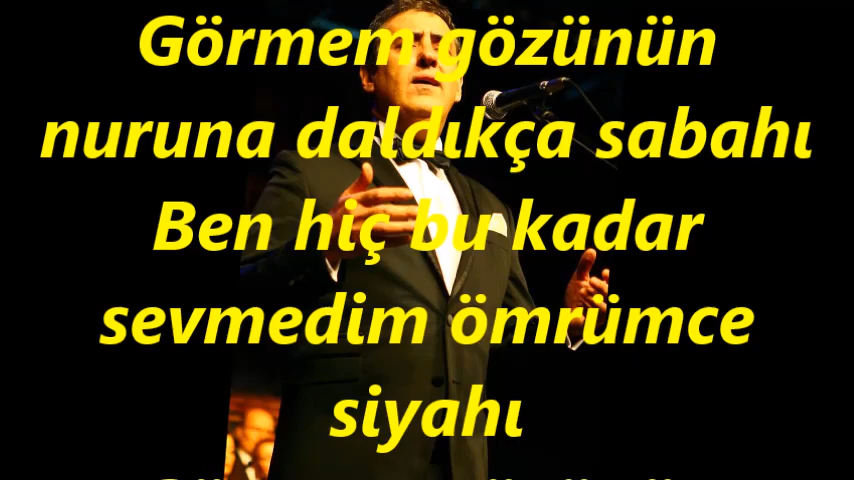 Görmem gözünün
nuruna daldıkça sabahı
Ben hiç bu kadar
sevmedim ömrümce
siyahı